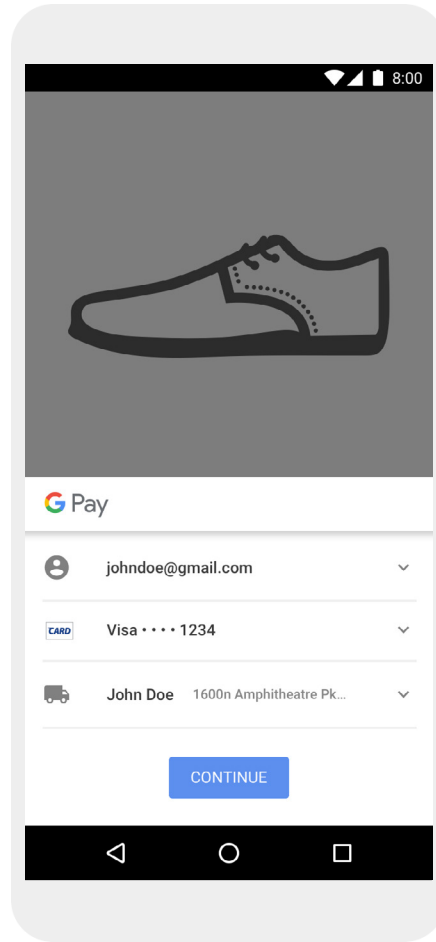 8:00
G Pay
johndoe@gmail.com
CARD Visa •••• 1234
John Doe 1600n Amphitheatre Pk...
CONTINUE